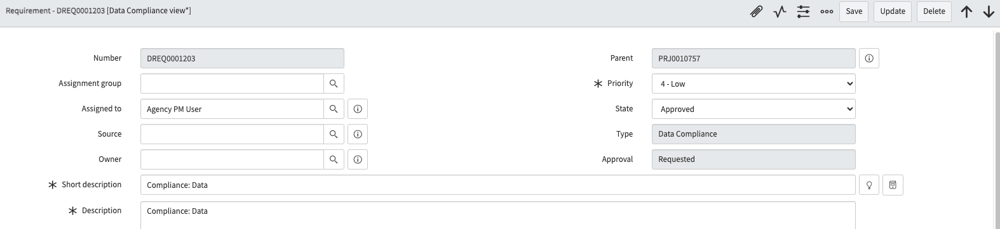 Requirement - DREQ0001203 [Data Compliance view*]
Save
Update
Delete
Number
DREQ0001203
Parent
PRJ0010757
Assignment group
Priority
4 - Low
Assigned to
Agency PM User
State
Approved
Source
Type
Data Compliance
Owner
Approval
Requested
Short description
Compliance: Data
Description
Compliance: Data